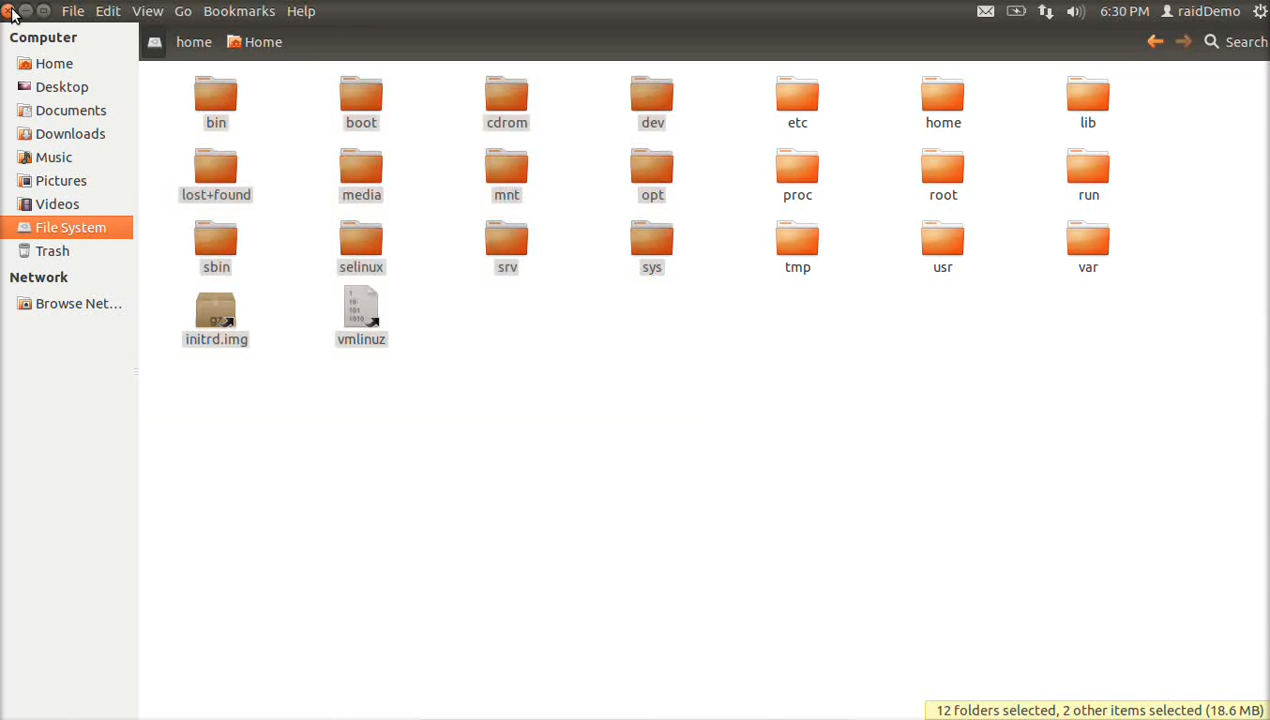 File Edit View Go Bookmarks Help 6:30 PM raidDemo
Computer
home Home Search
Home
Desktop
Documents
Downloads
Music
Pictures
Videos
File System
Trash
Network
Browse Net...
bin boot cdrom dev etc home lib
lost+found media mnt opt proc root run
sbin selinux srv sys tmp usr var
initrd.img vmlinuz
12 folders selected, 2 other items selected (18.6 MB)